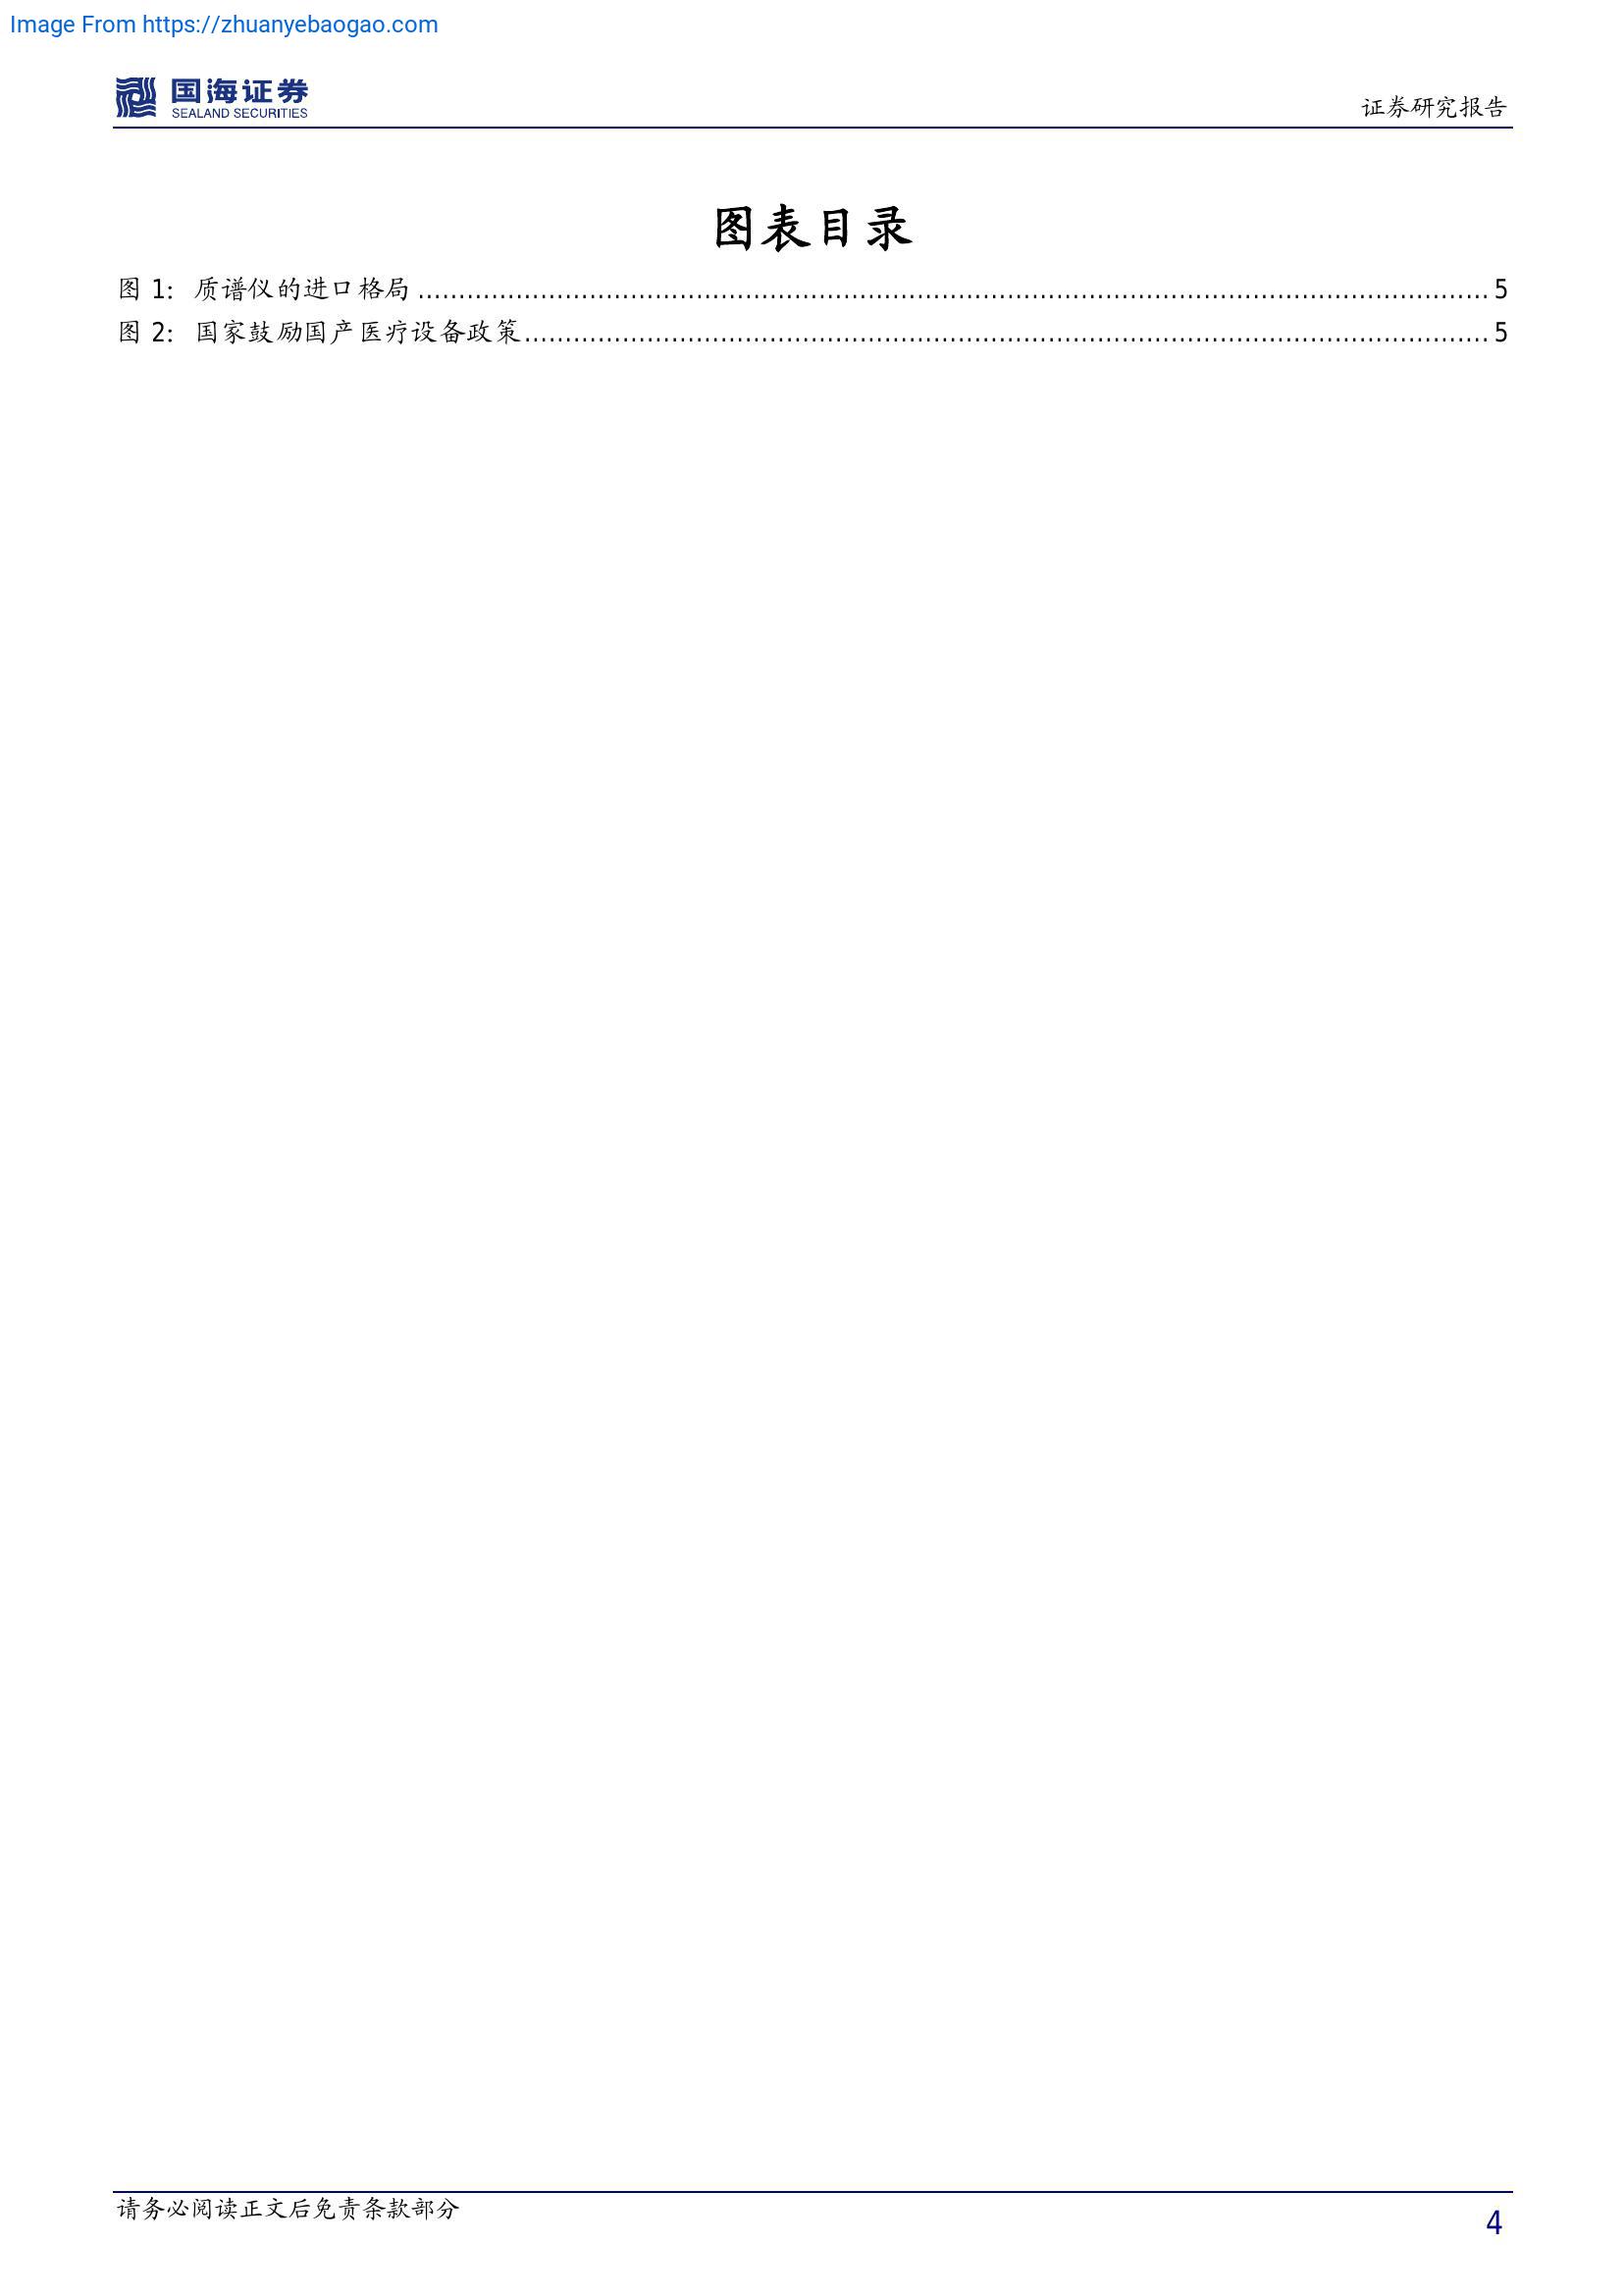 Image From https://zhuanyebaogao.com
国海证券
SEALAND SECURITIES
证券研究报告
图表目录
图 1: 质谱仪的进口格局 ........................................................................................................................ 5
图 2: 国家鼓励国产医疗设备政策............................................................................................................ 5
请务必阅读正文后免责条款部分
4